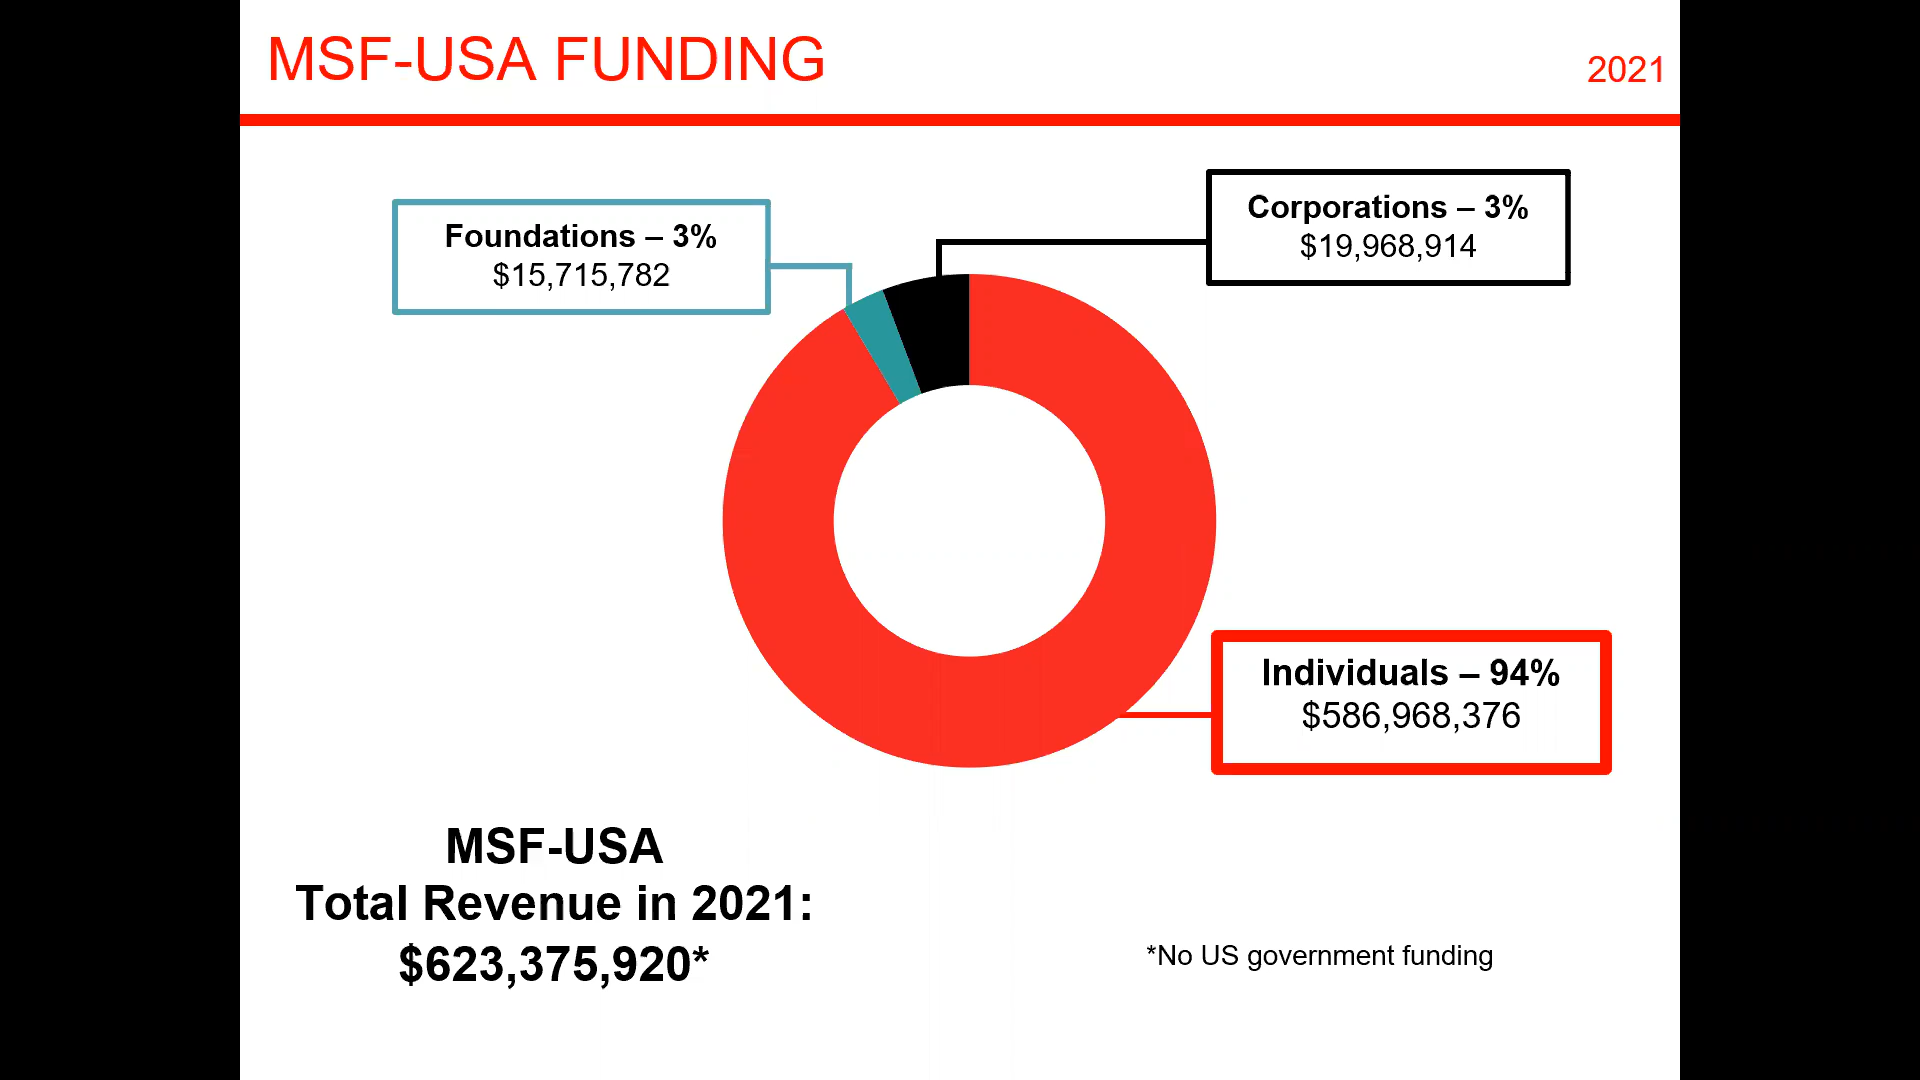 MSF-USA FUNDING
2021
Foundations – 3%
$15,715,782
Corporations – 3%
$19,968,914
Individuals – 94%
$586,968,376
MSF-USA
Total Revenue in 2021:
$623,375,920*
*No US government funding